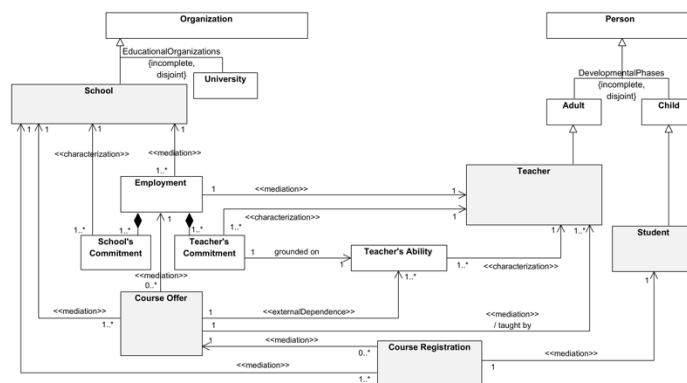 Organization
Person
EducationalOrganizations
{incomplete,
disjoint}
DevelopmentalPhases
{incomplete,
disjoint}
University
School
Adult
Child
1
1
1
1
<<characterization>>
<<mediation>>
1..*
Employment
1
<<mediation>>
1
Teacher
1..*
<<characterization>>
1
1
1..*
1..*
1..*
1..*
School's
Commitment
Teacher's
Commitment
1
grounded on
1
Teacher's Ability
1..*
<<characterization>>
1
1..*
Student
1
<<mediation>>
0..*
1..*
Course Offer
<<mediation>>
1..*
1
<<externalDependence>>
1
<<mediation>>
/ taught by
1
<<mediation>>
0..*
Course Registration
1
<<mediation>>
<<mediation>>
1..*